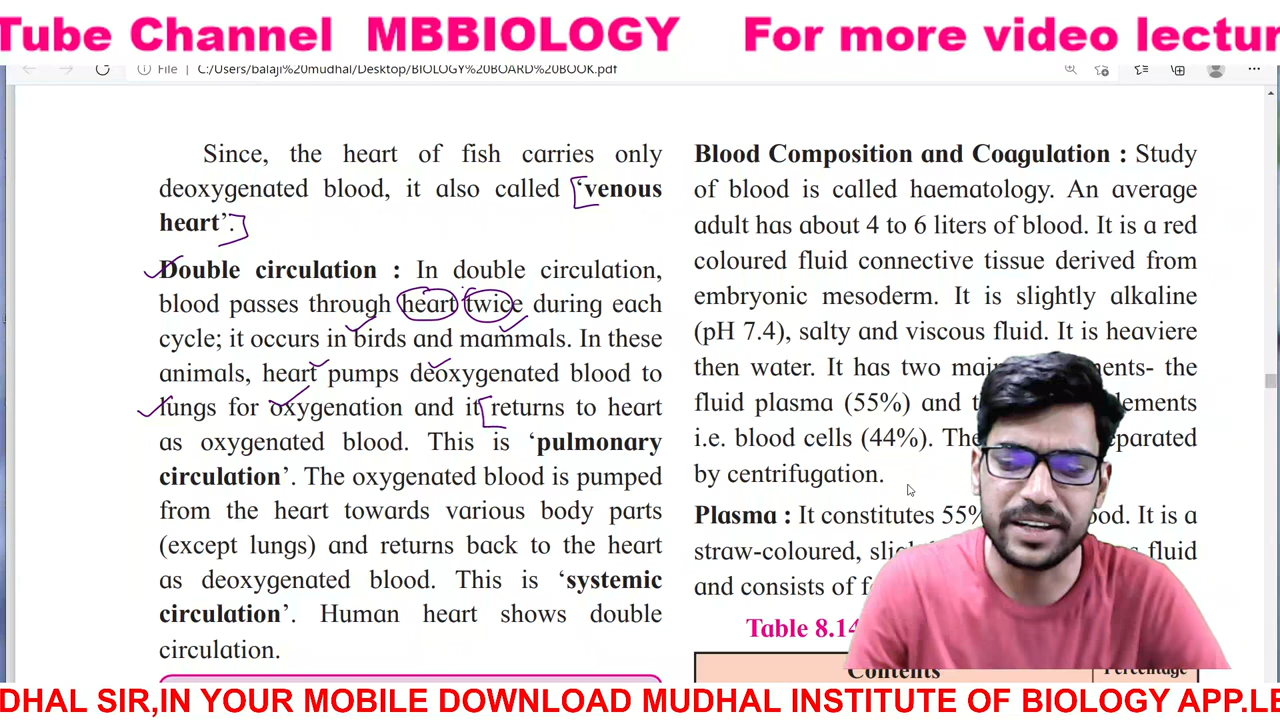 Tube Channel MBBIOLOGY For more video lectur
File C:/Users/balaji%20mudhal/Desktop/BIOLOGY%20BOARD%20BOOK.pdf
Since, the heart of fish carries only
deoxygenated blood, it also called ‘venous
heart’.
Double circulation : In double circulation,
blood passes through heart twice during each
cycle; it occurs in birds and mammals. In these
animals, heart pumps deoxygenated blood to
lungs for oxygenation and it returns to heart
as oxygenated blood. This is ‘pulmonary
circulation’. The oxygenated blood is pumped
from the heart towards various body parts
(except lungs) and returns back to the heart
as deoxygenated blood. This is ‘systemic
circulation’. Human heart shows double
circulation.
Blood Composition and Coagulation : Study
of blood is called haematology. An average
adult has about 4 to 6 liters of blood. It is a red
coloured fluid connective tissue derived from
embryonic mesoderm. It is slightly alkaline
(pH 7.4), salty and viscous fluid. It is heaviere
then water. It has two main the
fluid plasma (55%) and
i.e. blood cells (44%).
by centrifugation.
Plasma : It constitutes 55% It is a
straw-coloured, fluid
and consists of
Table 8.14
Contents Percentage
DHAL SIR,IN YOUR MOBILE DOWNLOAD MUDHAL INSTITUTE OF BIOLOGY APP.LE